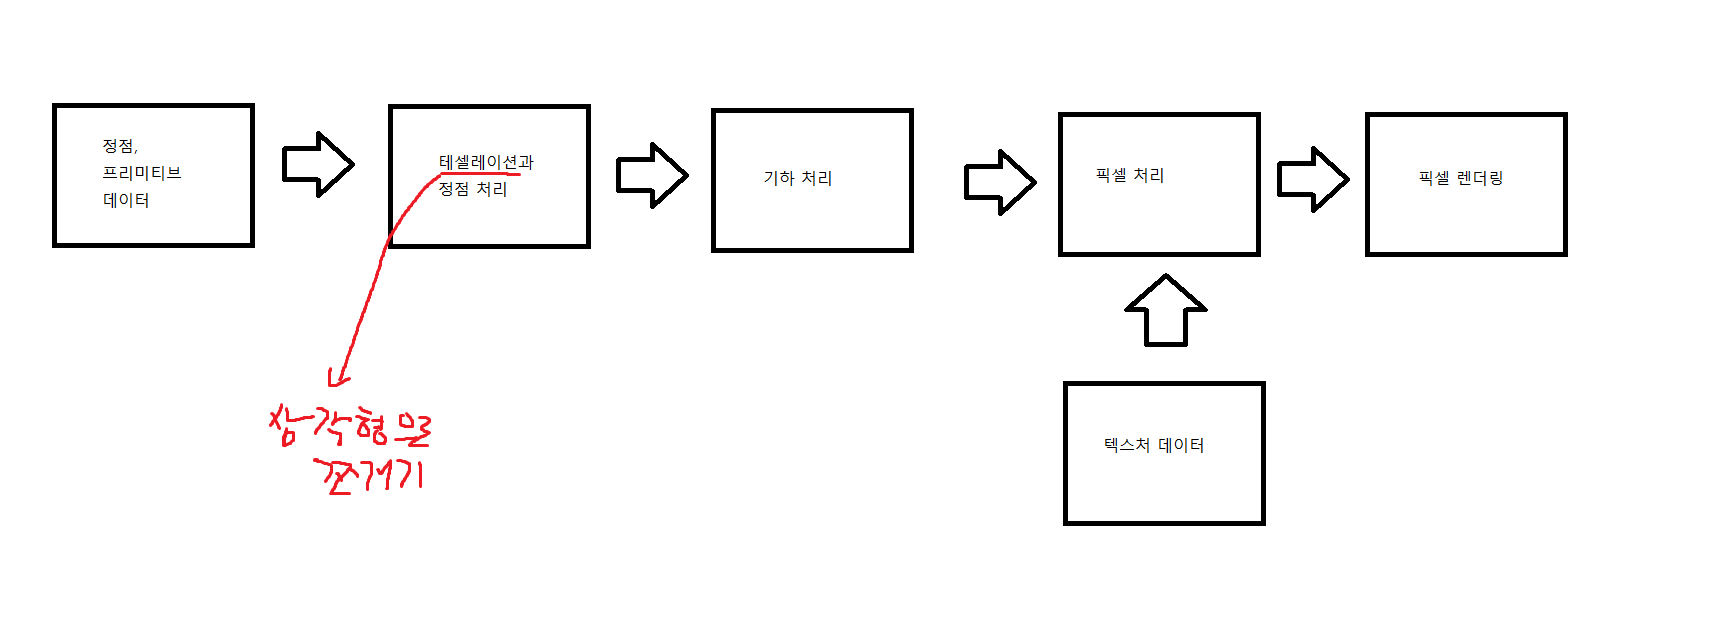 정점,
프리미티브
데이터
테셀레이션과
정점 처리
기하 처리
픽셀 처리
픽셀 렌더링
텍스처 데이터
삼각형을
쪼개기